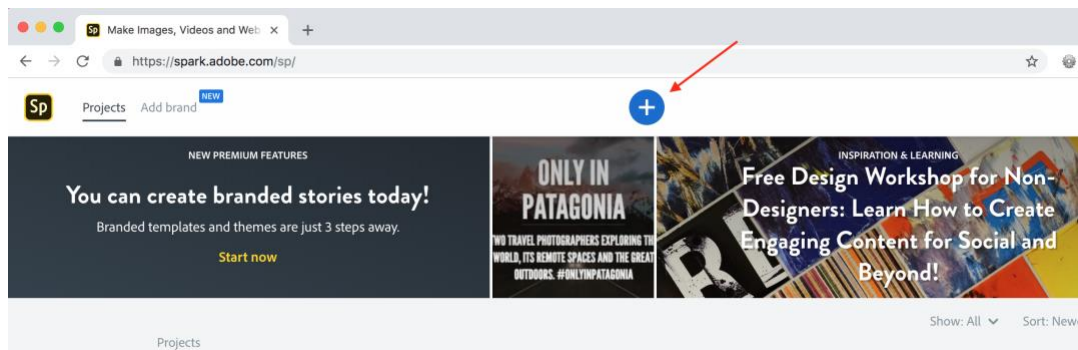 Sp Make Images, Videos and Web
https://spark.adobe.com/sp/
Sp Projects Add brand NEW
NEW PREMIUM FEATURES
You can create branded stories today!
Branded templates and themes are just 3 steps away.
Start now
ONLY IN
PATAGONIA
TWO TRAVEL PHOTOGRAPHERS EXPLORING TH
WORLD, ITS REMOTE SPACES AND THE GREAT
OUTDOORS. #ONLYINPATAGONIA
INSPIRATION & LEARNING
Free Design Workshop for Non-
Designers: Learn How to Create
Engaging Content for Social and
Beyond!
RE
Show: All Sort: Newe
Projects